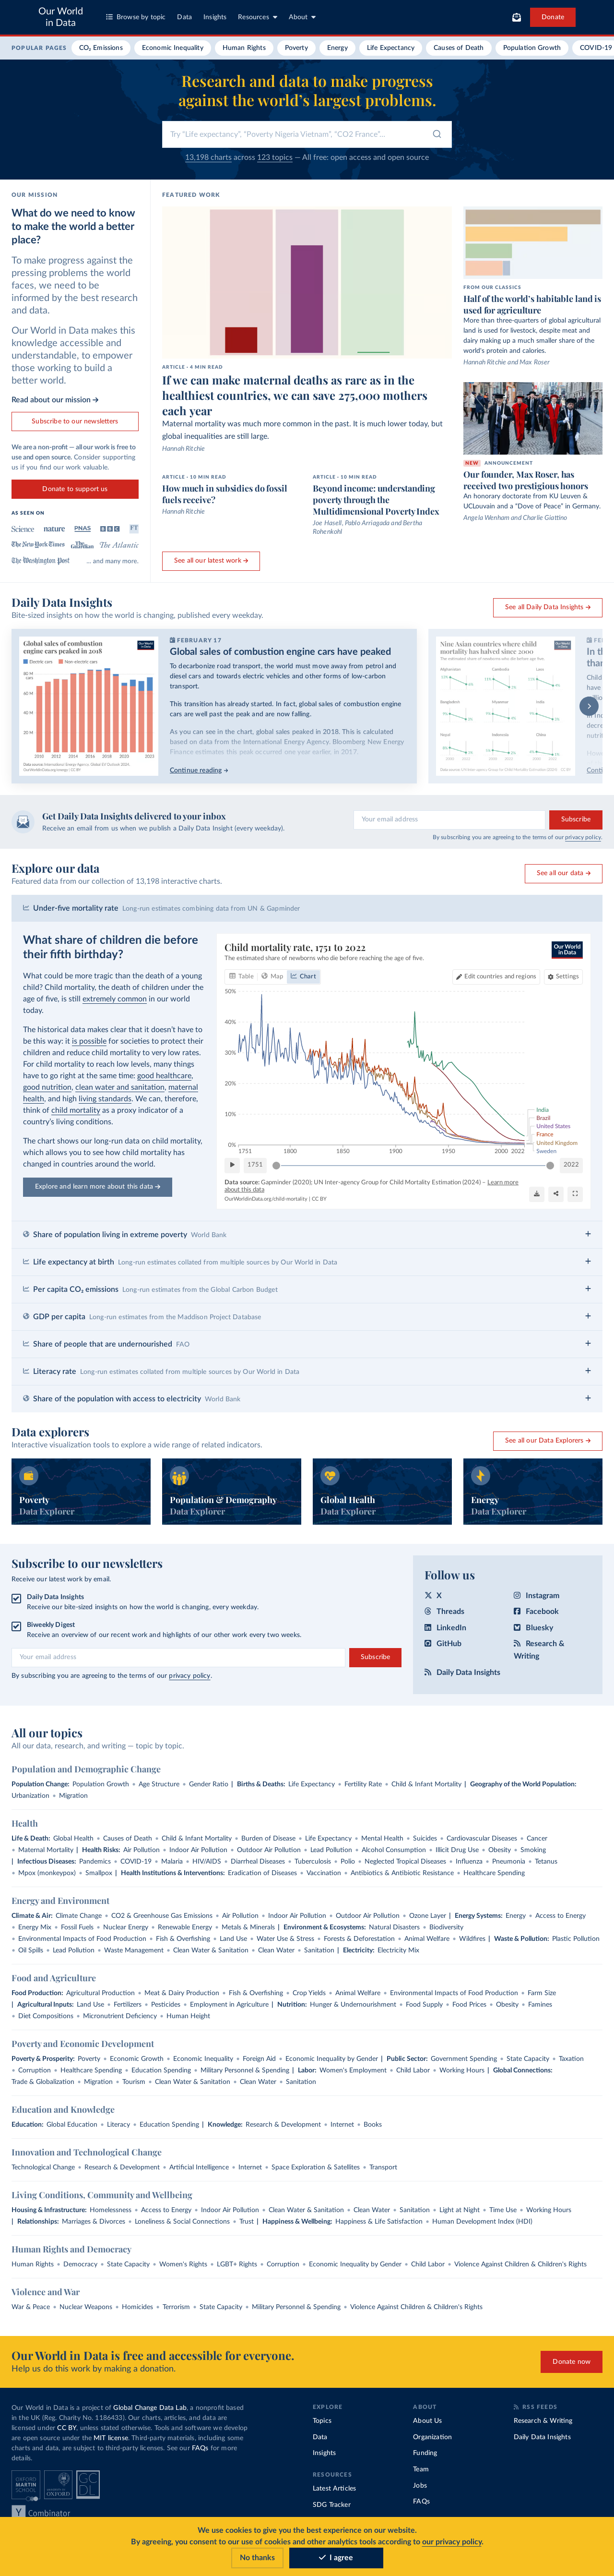 Our World
in Data
Browse by topic
Data
Insights
Resources
About
Donate
POPULAR PAGES
CO₂ Emissions
Economic Inequality
Human Rights
Poverty
Energy
Life Expectancy
Causes of Death
Population Growth
COVID-19
Research and data to make progress
against the world's largest problems.
Try "Life expectancy", "Poverty Nigeria Vietnam", "CO2 France"...
13,198 charts across 123 topics — All free: open access and open source
OUR MISSION
What do we need to know
to make the world a better
place?
To make progress against the
pressing problems the world
faces, we need to be
informed by the best research
and data.
Our World in Data makes this
knowledge accessible and
understandable, to empower
those working to build a
better world.
Read about our mission →
Subscribe to our newsletters
We are a non-profit — all our work is free to
use and open source. Consider supporting
us if you find our work valuable.
Donate to support us
AS SEEN ON
Science
nature
PNAS
BBC
FT
The New York Times
The Guardian
The Atlantic
The Washington Post
... and many more.
FEATURED WORK
ARTICLE - 4 MIN READ
If we can make maternal deaths as rare as in the
healthiest countries, we can save 275,000 mothers
each year
Maternal mortality was much more common in the past. It is much lower today, but
global inequalities are still large.
Hannah Ritchie
ARTICLE - 10 MIN READ
How much in subsidies do fossil
fuels receive?
Hannah Ritchie
ARTICLE - 10 MIN READ
Beyond income: understanding
poverty through the
Multidimensional Poverty Index
Joe Hasell, Pablo Arriagada and Bertha
Rohenkohl
See all our latest work →
FROM OUR CLASSICS
Half of the world's habitable land is
used for agriculture
More than three-quarters of global agricultural
land is used for livestock, despite meat and
dairy making up a much smaller share of the
world's protein and calories.
Hannah Ritchie and Max Roser
NEW ANNOUNCEMENT
Our founder, Max Roser, has
received two prestigious honors
An honorary doctorate from KU Leuven &
UCLouvain and a "Dove of Peace" in Germany.
Angela Wenham and Charlie Giattino
Daily Data Insights
Bite-sized insights on how the world is changing, published every weekday.
See all Daily Data Insights →
Global sales of combustion
engine cars peaked in 2018
Electric cars
Non-electric cars
FEBRUARY 17
Global sales of combustion engine cars have peaked
To decarbonize road transport, the world must move away from petrol and
diesel cars and towards electric vehicles and other forms of low-carbon
transport.
This transition has already started. In fact, global sales of combustion engine
cars are well past the peak and are now falling.
As you can see in the chart, global sales peaked in 2018. This is calculated
based on data from the International Energy Agency. Bloomberg New Energy
Finance estimates this peak occurred one year earlier, in 2017.
Continue reading →
Nine Asian countries where child
mortality has halved since 2000
Get Daily Data Insights delivered to your inbox
Receive an email from us when we publish a Daily Data Insight (every weekday).
Your email address
Subscribe
By subscribing you are agreeing to the terms of our privacy policy.
Explore our data
Featured data from our collection of 13,198 interactive charts.
See all our data →
Under-five mortality rate Long-run estimates combining data from UN & Gapminder
What share of children die before
their fifth birthday?
What could be more tragic than the death of a young
child? Child mortality, the death of children under the
age of five, is still extremely common in our world
today.
The historical data makes clear that it doesn't have to
be this way: it is possible for societies to protect their
children and reduce child mortality to very low rates.
For child mortality to reach low levels, many things
have to go right at the same time: good healthcare,
good nutrition, clean water and sanitation, maternal
health, and high living standards. We can, therefore,
think of child mortality as a proxy indicator of a
country's living conditions.
The chart shows our long-run data on child mortality,
which allows you to see how child mortality has
changed in countries around the world.
Explore and learn more about this data →
Child mortality rate, 1751 to 2022
The estimated share of newborns who die before reaching the age of five.
Our World
in Data
Table
Map
Chart
Edit countries and regions
Settings
50%
40%
30%
20%
10%
0%
India
Brazil
United States
France
United Kingdom
Sweden
1751 1800 1850 1900 1950 2000 2022
1751
2022
Data source: Gapminder (2020); UN Inter-agency Group for Child Mortality Estimation (2024) – Learn more
about this data
OurWorldinData.org/child-mortality | CC BY
Share of population living in extreme poverty World Bank
Life expectancy at birth Long-run estimates collated from multiple sources by Our World in Data
Per capita CO₂ emissions Long-run estimates from the Global Carbon Budget
GDP per capita Long-run estimates from the Maddison Project Database
Share of people that are undernourished FAO
Literacy rate Long-run estimates collated from multiple sources by Our World in Data
Share of the population with access to electricity World Bank
Data explorers
Interactive visualization tools to explore a wide range of related indicators.
See all our Data Explorers →
Poverty
Data Explorer
Population & Demography
Data Explorer
Global Health
Data Explorer
Energy
Data Explorer
Subscribe to our newsletters
Receive our latest work by email.
Daily Data Insights
Receive our bite-sized insights on how the world is changing, every weekday.
Biweekly Digest
Receive an overview of our recent work and highlights of our other work every two weeks.
Your email address
Subscribe
By subscribing you are agreeing to the terms of our privacy policy.
Follow us
X
Instagram
Threads
Facebook
LinkedIn
Bluesky
GitHub
Research &
Writing
Daily Data Insights
All our topics
All our data, research, and writing — topic by topic.
Population and Demographic Change
Population Change: Population Growth • Age Structure • Gender Ratio | Births & Deaths: Life Expectancy • Fertility Rate • Child & Infant Mortality | Geography of the World Population:
Urbanization • Migration
Health
Life & Death: Global Health • Causes of Death • Child & Infant Mortality • Burden of Disease • Life Expectancy • Mental Health • Suicides • Cardiovascular Diseases • Cancer
• Maternal Mortality | Health Risks: Air Pollution • Indoor Air Pollution • Outdoor Air Pollution • Lead Pollution • Alcohol Consumption • Illicit Drug Use • Obesity • Smoking
| Infectious Diseases: Pandemics • COVID-19 • Malaria • HIV/AIDS • Diarrheal Diseases • Tuberculosis • Polio • Neglected Tropical Diseases • Influenza • Pneumonia • Tetanus
• Mpox (monkeypox) • Smallpox | Health Institutions & Interventions: Eradication of Diseases • Vaccination • Antibiotics & Antibiotic Resistance • Healthcare Spending
Energy and Environment
Climate & Air: Climate Change • CO2 & Greenhouse Gas Emissions • Air Pollution • Indoor Air Pollution • Outdoor Air Pollution • Ozone Layer | Energy Systems: Energy • Access to Energy
• Energy Mix • Fossil Fuels • Nuclear Energy • Renewable Energy • Metals & Minerals | Environment & Ecosystems: Natural Disasters • Biodiversity
• Environmental Impacts of Food Production • Fish & Overfishing • Land Use • Water Use & Stress • Forests & Deforestation • Animal Welfare • Wildfires | Waste & Pollution: Plastic Pollution
• Oil Spills • Lead Pollution • Waste Management • Clean Water & Sanitation • Clean Water • Sanitation | Electricity: Electricity Mix
Food and Agriculture
Food Production: Agricultural Production • Meat & Dairy Production • Fish & Overfishing • Crop Yields • Animal Welfare • Environmental Impacts of Food Production • Farm Size
| Agricultural Inputs: Land Use • Fertilizers • Pesticides • Employment in Agriculture | Nutrition: Hunger & Undernourishment • Food Supply • Food Prices • Obesity • Famines
• Diet Compositions • Micronutrient Deficiency • Human Height
Poverty and Economic Development
Poverty & Prosperity: Poverty • Economic Growth • Economic Inequality • Foreign Aid • Economic Inequality by Gender | Public Sector: Government Spending • State Capacity • Taxation
• Corruption • Healthcare Spending • Education Spending • Military Personnel & Spending | Labor: Women's Employment • Child Labor • Working Hours | Global Connections:
Trade & Globalization • Migration • Tourism • Clean Water & Sanitation • Clean Water • Sanitation
Education and Knowledge
Education: Global Education • Literacy • Education Spending | Knowledge: Research & Development • Internet • Books
Innovation and Technological Change
Technological Change • Research & Development • Artificial Intelligence • Internet • Space Exploration & Satellites • Transport
Living Conditions, Community and Wellbeing
Housing & Infrastructure: Homelessness • Access to Energy • Indoor Air Pollution • Clean Water & Sanitation • Clean Water • Sanitation • Light at Night • Time Use • Working Hours
| Relationships: Marriages & Divorces • Loneliness & Social Connections • Trust | Happiness & Wellbeing: Happiness & Life Satisfaction • Human Development Index (HDI)
Human Rights and Democracy
Human Rights • Democracy • State Capacity • Women's Rights • LGBT+ Rights • Corruption • Economic Inequality by Gender • Child Labor • Violence Against Children & Children's Rights
Violence and War
War & Peace • Nuclear Weapons • Homicides • Terrorism • State Capacity • Military Personnel & Spending • Violence Against Children & Children's Rights
Our World in Data is free and accessible for everyone.
Help us do this work by making a donation.
Donate now
Our World in Data is a project of Global Change Data Lab, a nonprofit based
in the UK (Reg. Charity No. 1186433). Our charts, articles, and data are
licensed under CC BY, unless stated otherwise. Tools and software we develop
are open source under the MIT license. Third-party materials, including some
charts and data, are subject to third-party licenses. See our FAQs for more
details.
OXFORD
MARTIN
SCHOOL
UNIVERSITY OF
OXFORD
GC
DL
Y Combinator
EXPLORE
Topics
Data
Insights
RESOURCES
Latest Articles
SDG Tracker
ABOUT
About Us
Organization
Funding
Team
Jobs
FAQs
RSS FEEDS
Research & Writing
Daily Data Insights
We use cookies to give you the best experience on our website.
By agreeing, you consent to our use of cookies and other analytics tools according to our privacy policy.
No thanks
I agree